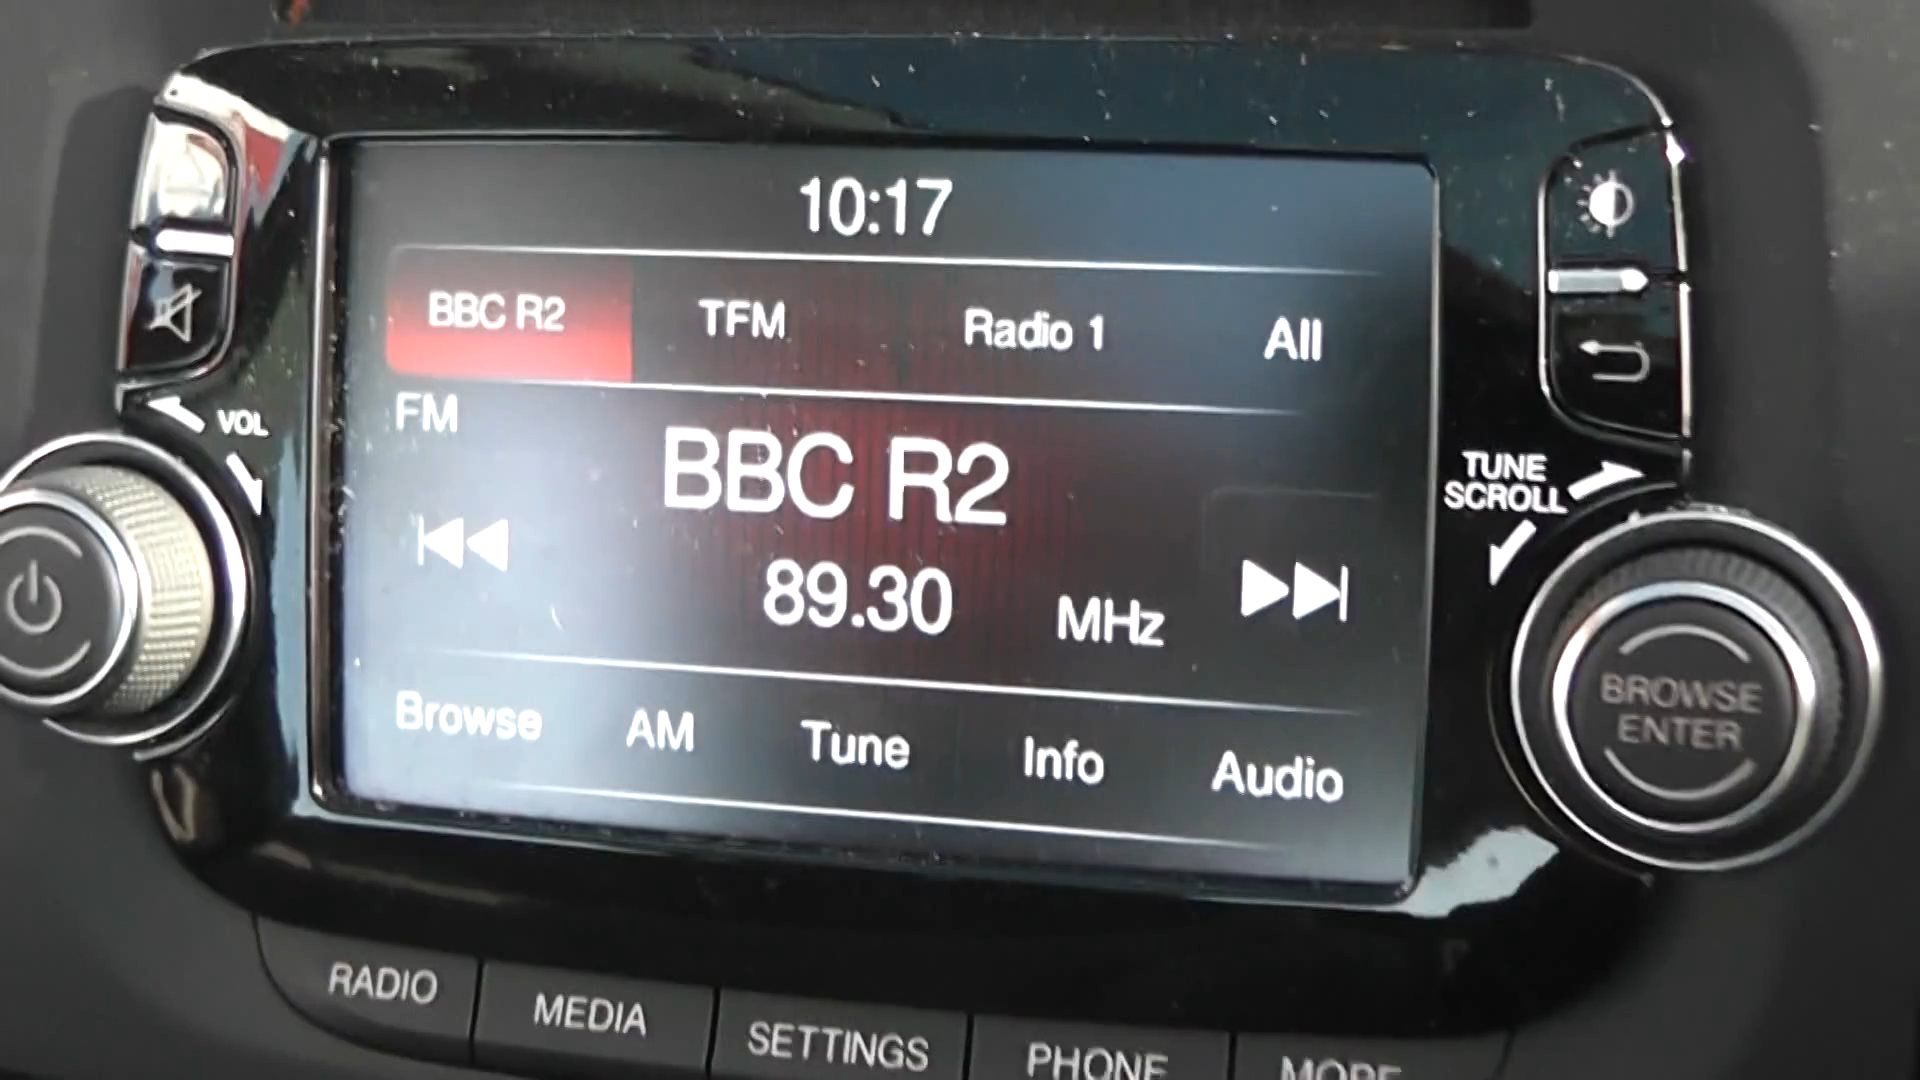 10:17
BBC R2 TFM Radio 1 All
FM
BBC R2
89.30 MHz
Browse AM Tune Info Audio
VOL
TUNE
SCROLL
BROWSE
ENTER
RADIO MEDIA SETTINGS PHONE MORE